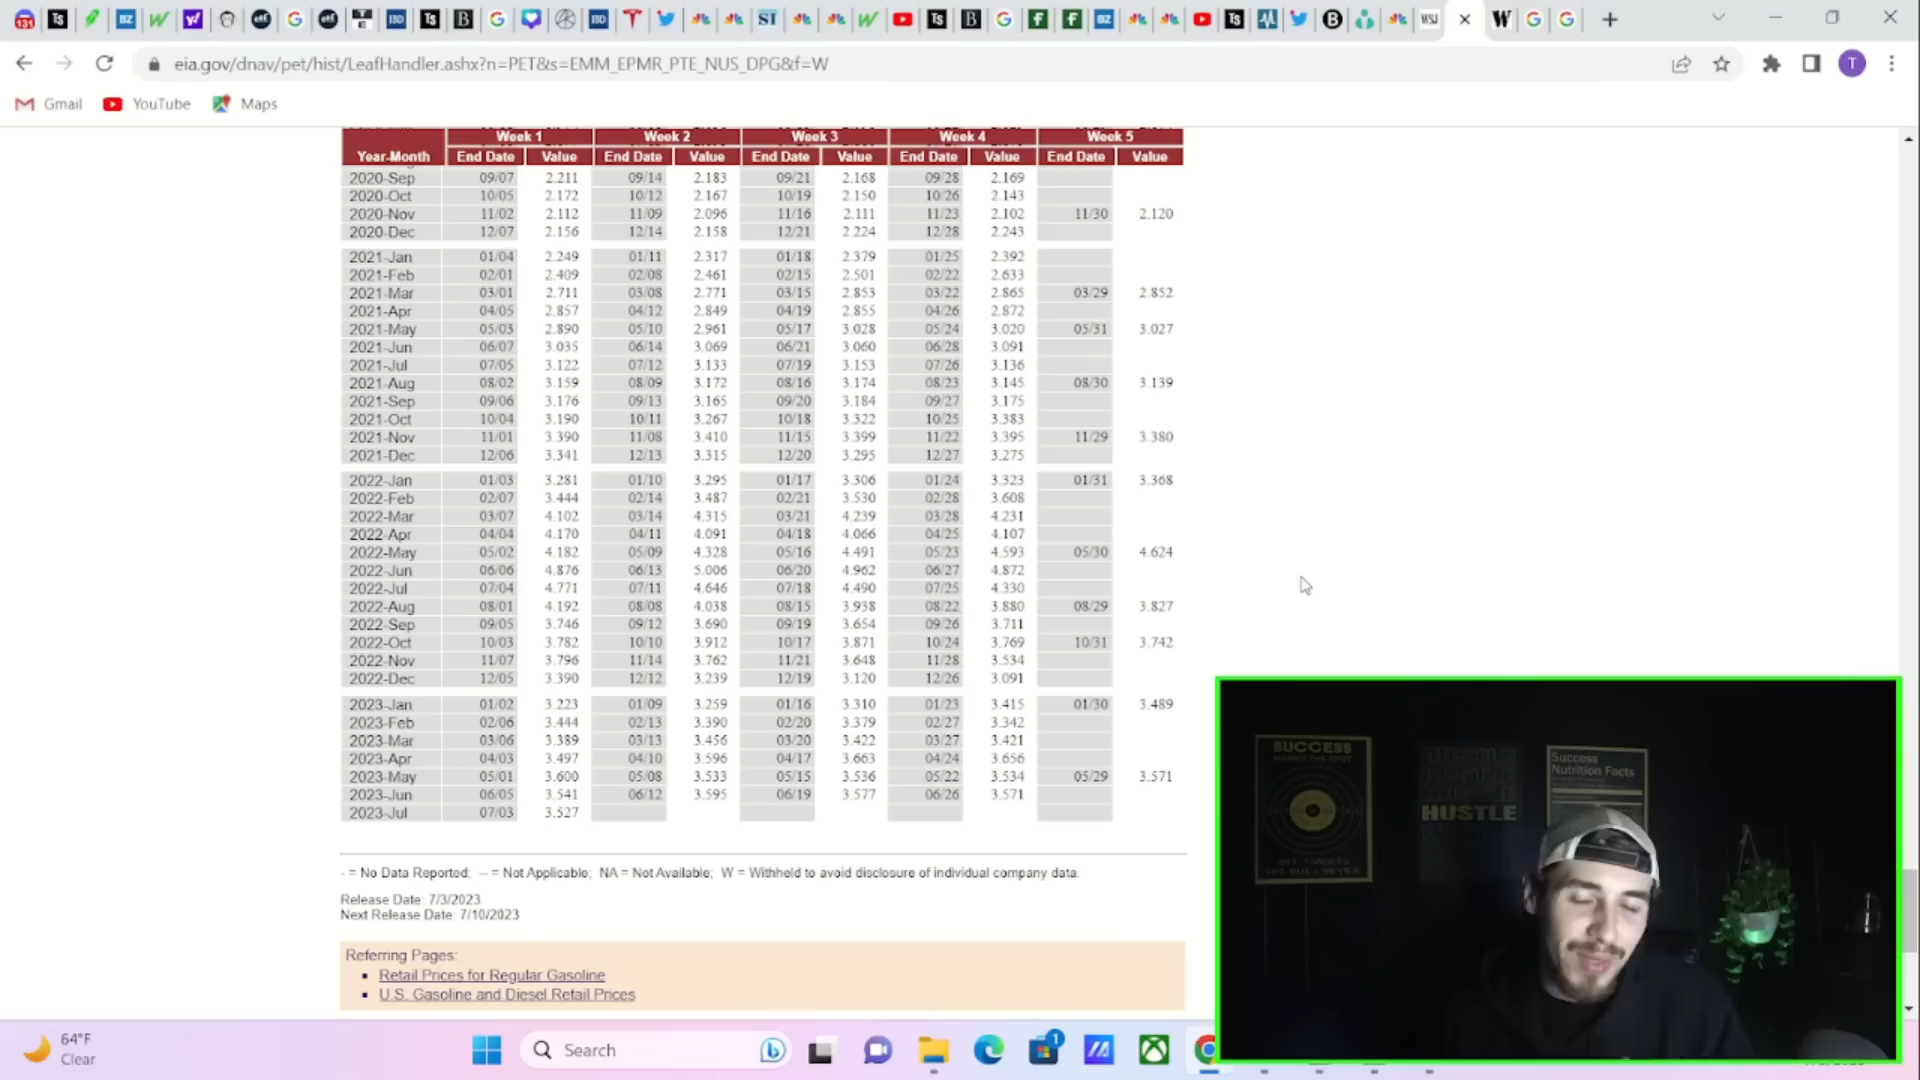 eia.gov/dnav/pet/hist/LeafHandler.ashx?n=PET&s=EMM_EPMR_PTE_NUS_DPG&f=W
Gmail YouTube Maps
Week 1 Week 2 Week 3 Week 4 Week 5
Year-Month End Date Value End Date Value End Date Value End Date Value End Date Value
2020-Sep 09/07 2.211 09/14 2.183 09/21 2.168 09/28 2.169
2020-Oct 10/05 2.172 10/12 2.167 10/19 2.150 10/26 2.143
2020-Nov 11/02 2.112 11/09 2.096 11/16 2.111 11/23 2.102 11/30 2.120
2020-Dec 12/07 2.156 12/14 2.158 12/21 2.224 12/28 2.243
2021-Jan 01/04 2.249 01/11 2.317 01/18 2.379 01/25 2.392
2021-Feb 02/01 2.409 02/08 2.461 02/15 2.501 02/22 2.633
2021-Mar 03/01 2.711 03/08 2.771 03/15 2.853 03/22 2.865 03/29 2.852
2021-Apr 04/05 2.857 04/12 2.849 04/19 2.855 04/26 2.872
2021-May 05/03 2.890 05/10 2.961 05/17 3.028 05/24 3.020 05/31 3.027
2021-Jun 06/07 3.035 06/14 3.069 06/21 3.060 06/28 3.091
2021-Jul 07/05 3.122 07/12 3.133 07/19 3.153 07/26 3.136
2021-Aug 08/02 3.159 08/09 3.172 08/16 3.174 08/23 3.145 08/30 3.139
2021-Sep 09/06 3.176 09/13 3.165 09/20 3.184 09/27 3.175
2021-Oct 10/04 3.190 10/11 3.267 10/18 3.322 10/25 3.383
2021-Nov 11/01 3.390 11/08 3.410 11/15 3.399 11/22 3.395 11/29 3.380
2021-Dec 12/06 3.341 12/13 3.315 12/20 3.295 12/27 3.275
2022-Jan 01/03 3.281 01/10 3.295 01/17 3.306 01/24 3.323 01/31 3.368
2022-Feb 02/07 3.444 02/14 3.487 02/21 3.530 02/28 3.608
2022-Mar 03/07 4.102 03/14 4.315 03/21 4.239 03/28 4.231
2022-Apr 04/04 4.170 04/11 4.091 04/18 4.066 04/25 4.107
2022-May 05/02 4.182 05/09 4.328 05/16 4.491 05/23 4.593 05/30 4.624
2022-Jun 06/06 4.876 06/13 5.006 06/20 4.962 06/27 4.872
2022-Jul 07/04 4.771 07/11 4.646 07/18 4.490 07/25 4.330
2022-Aug 08/01 4.192 08/08 4.038 08/15 3.938 08/22 3.880 08/29 3.827
2022-Sep 09/05 3.746 09/12 3.690 09/19 3.654 09/26 3.711
2022-Oct 10/03 3.782 10/10 3.912 10/17 3.871 10/24 3.769 10/31 3.742
2022-Nov 11/07 3.796 11/14 3.762 11/21 3.648 11/28 3.534
2022-Dec 12/05 3.390 12/12 3.239 12/19 3.120 12/26 3.091
2023-Jan 01/02 3.223 01/09 3.259 01/16 3.310 01/23 3.415 01/30 3.489
2023-Feb 02/06 3.444 02/13 3.390 02/20 3.379 02/27 3.342
2023-Mar 03/06 3.389 03/13 3.456 03/20 3.422 03/27 3.421
2023-Apr 04/03 3.497 04/10 3.596 04/17 3.663 04/24 3.656
2023-May 05/01 3.600 05/08 3.533 05/15 3.536 05/22 3.534 05/29 3.571
2023-Jun 06/05 3.541 06/12 3.595 06/19 3.577 06/26 3.571
2023-Jul 07/03 3.527
- = No Data Reported; -- = Not Applicable; NA = Not Available; W = Withheld to avoid disclosure of individual company data.
Release Date: 7/3/2023
Next Release Date: 7/10/2023
Referring Pages:
Retail Prices for Regular Gasoline
U.S. Gasoline and Diesel Retail Prices
SUCCESS
HUSTLE
Success
Nutrition Facts
64°F
Clear
Search